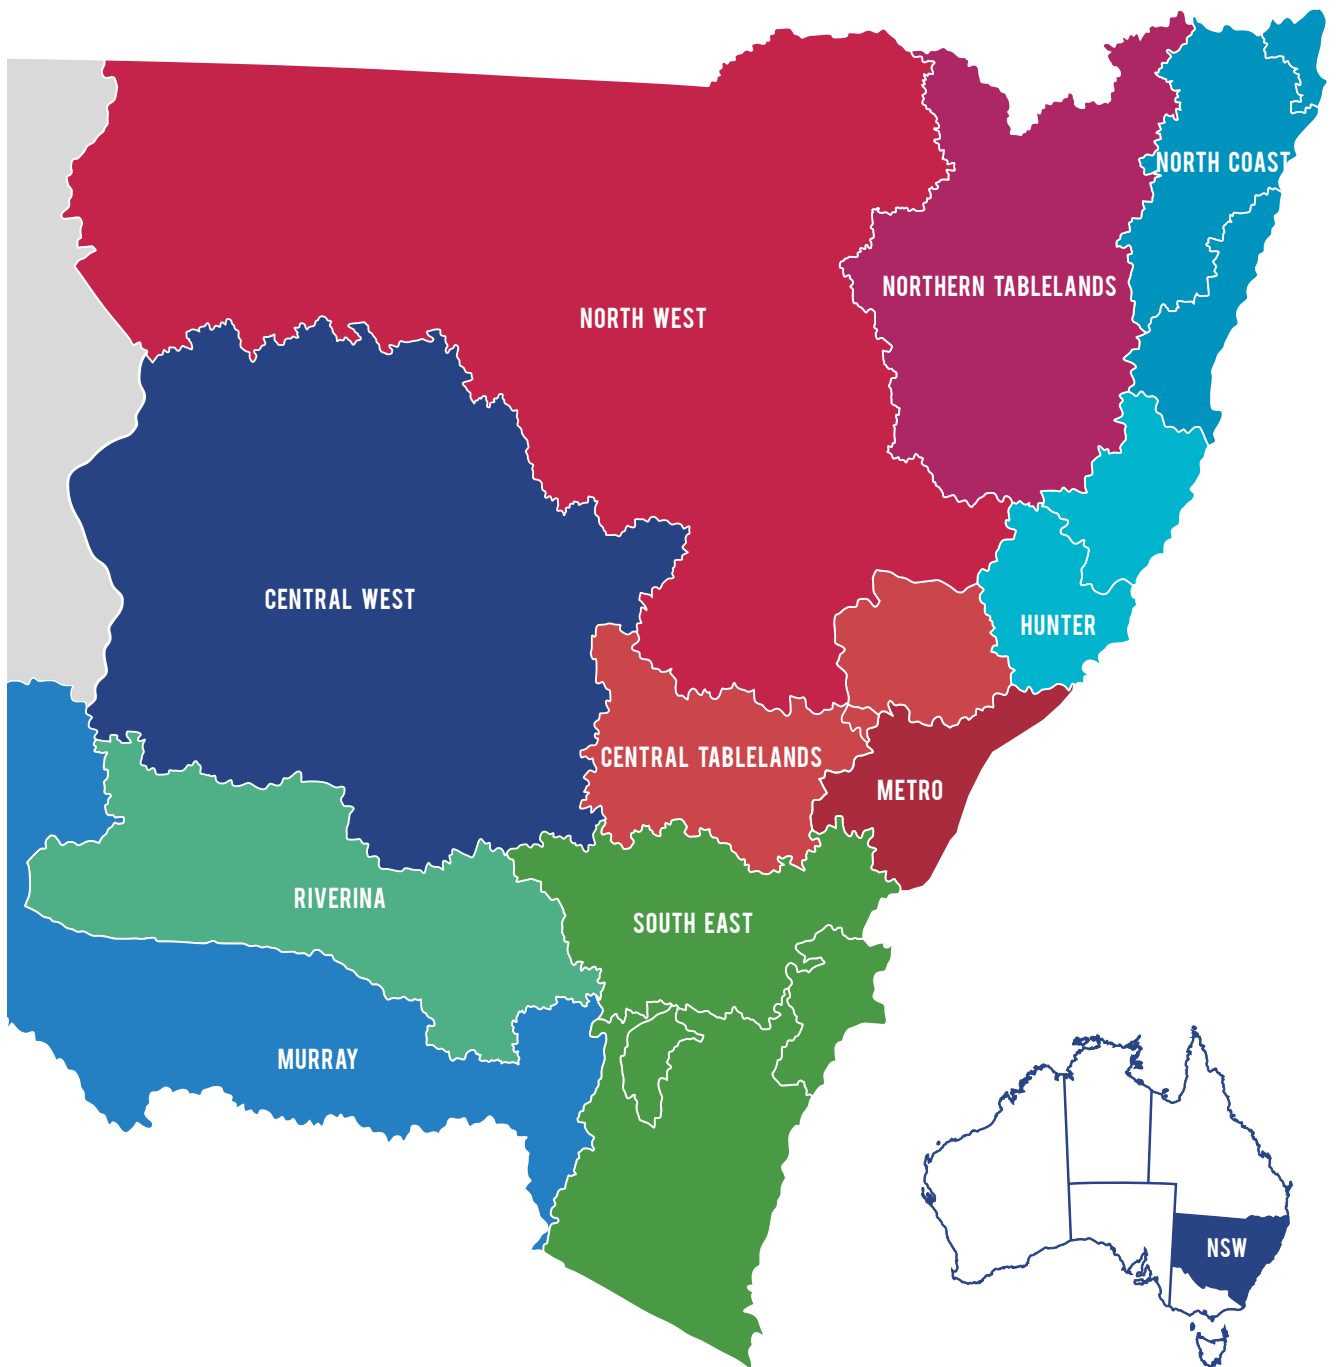 NORTH COAST
NORTHERN TABLELANDS
NORTH WEST
CENTRAL WEST
HUNTER
CENTRAL TABLELANDS
METRO
RIVERINA
SOUTH EAST
MURRAY
NSW